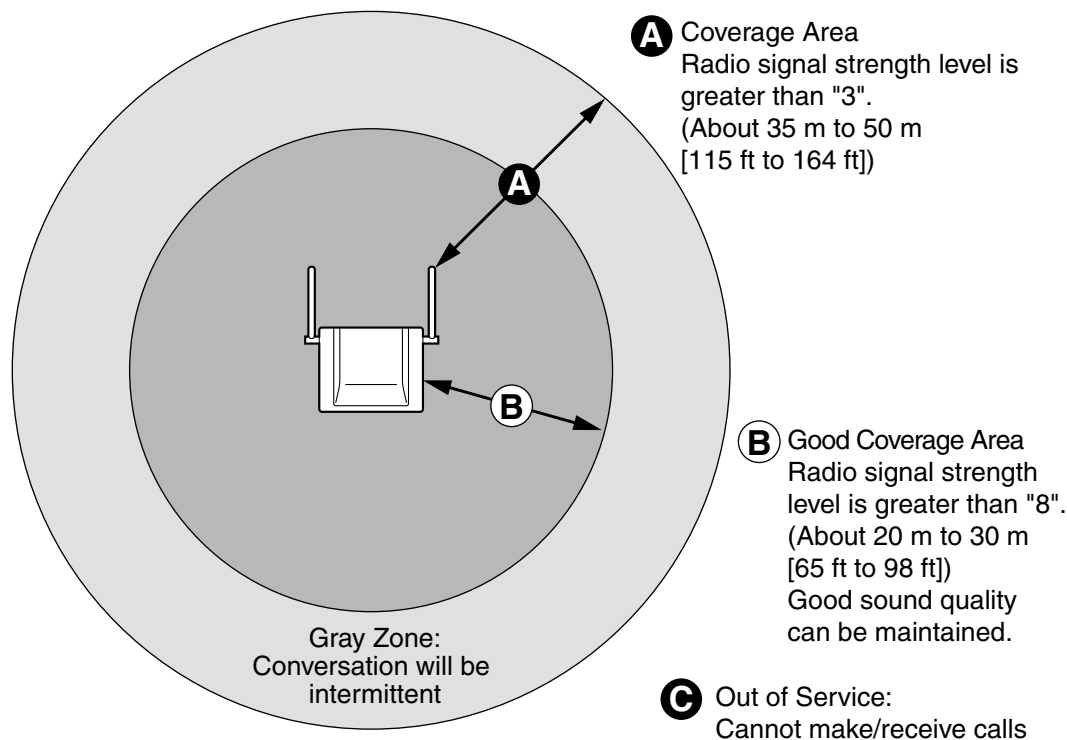 A Coverage Area
Radio signal strength level is
greater than "3".
(About 35 m to 50 m
[115 ft to 164 ft])
A
B
B Good Coverage Area
Radio signal strength
level is greater than "8".
(About 20 m to 30 m
[65 ft to 98 ft])
Good sound quality
can be maintained.
Gray Zone:
Conversation will be
intermittent
C Out of Service:
Cannot make/receive calls